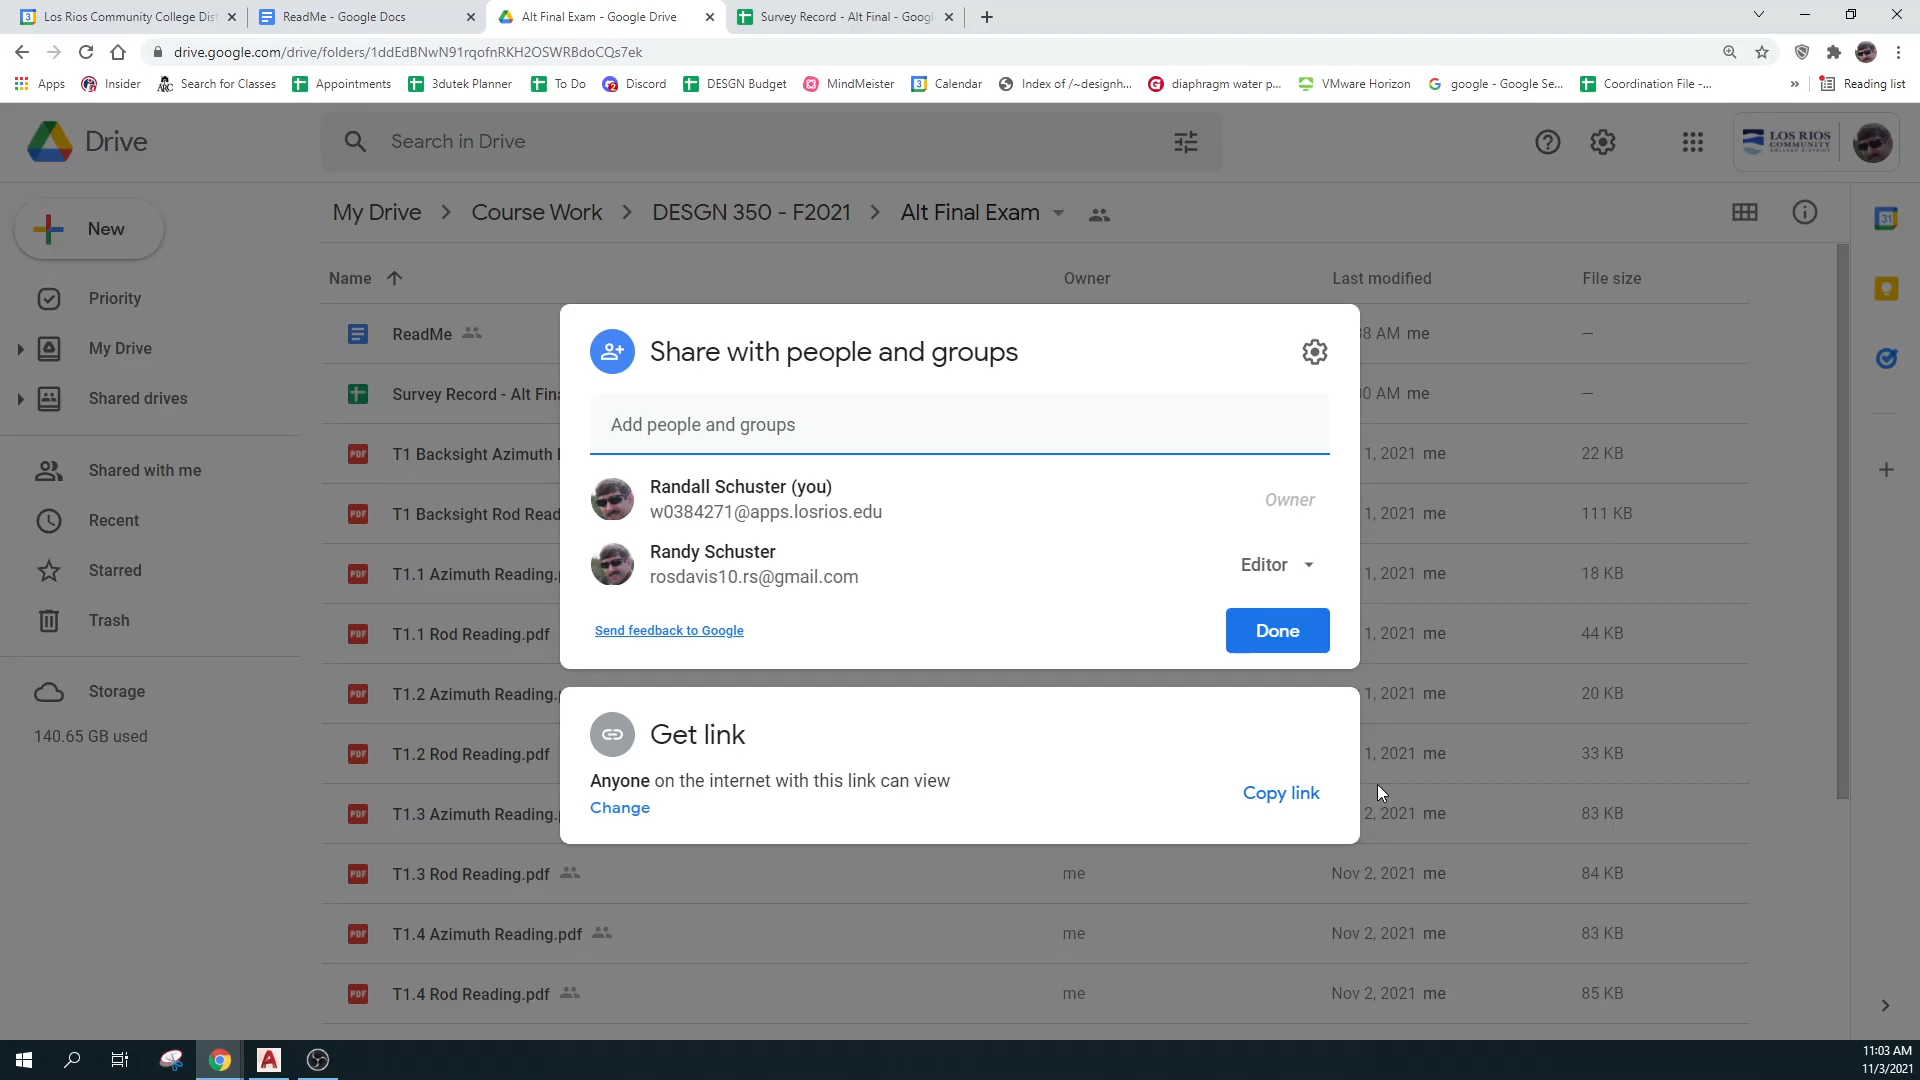 Los Rios Community College Dist
ReadMe - Google Docs
Alt Final Exam - Google Drive
Survey Record - Alt Final - Googl
drive.google.com/drive/folders/1ddEdBNwN91rqofnRKH2OSWRBdoCQs7ek
Apps
Insider
Search for Classes
Appointments
3dutek Planner
To Do
Discord
DESGN Budget
MindMeister
Calendar
Index of /~designh...
diaphragm water p...
VMware Horizon
google - Google Se...
Coordination File -...
»
Reading list
Drive
Search in Drive
LOS RIOS
COMMUNITY
COLLEGE DISTRICT
New
My Drive > Course Work > DESGN 350 - F2021 > Alt Final Exam
Name
Owner
Last modified
File size
Priority
My Drive
Shared drives
Shared with me
Recent
Starred
Trash
Storage
140.65 GB used
ReadMe
8 AM me
—
Survey Record - Alt Fina
0 AM me
—
T1 Backsight Azimuth
1, 2021 me
22 KB
T1 Backsight Rod Read
1, 2021 me
111 KB
T1.1 Azimuth Reading.
1, 2021 me
18 KB
T1.1 Rod Reading.pdf
1, 2021 me
44 KB
T1.2 Azimuth Reading.
1, 2021 me
20 KB
T1.2 Rod Reading.pdf
1, 2021 me
33 KB
T1.3 Azimuth Reading.
2, 2021 me
83 KB
T1.3 Rod Reading.pdf
me
Nov 2, 2021 me
84 KB
T1.4 Azimuth Reading.pdf
me
Nov 2, 2021 me
83 KB
T1.4 Rod Reading.pdf
me
Nov 2, 2021 me
85 KB
Share with people and groups
Add people and groups
Randall Schuster (you)
w0384271@apps.losrios.edu
Owner
Randy Schuster
rosdavis10.rs@gmail.com
Editor
Send feedback to Google
Done
Get link
Anyone on the internet with this link can view
Change
Copy link
11:03 AM
11/3/2021